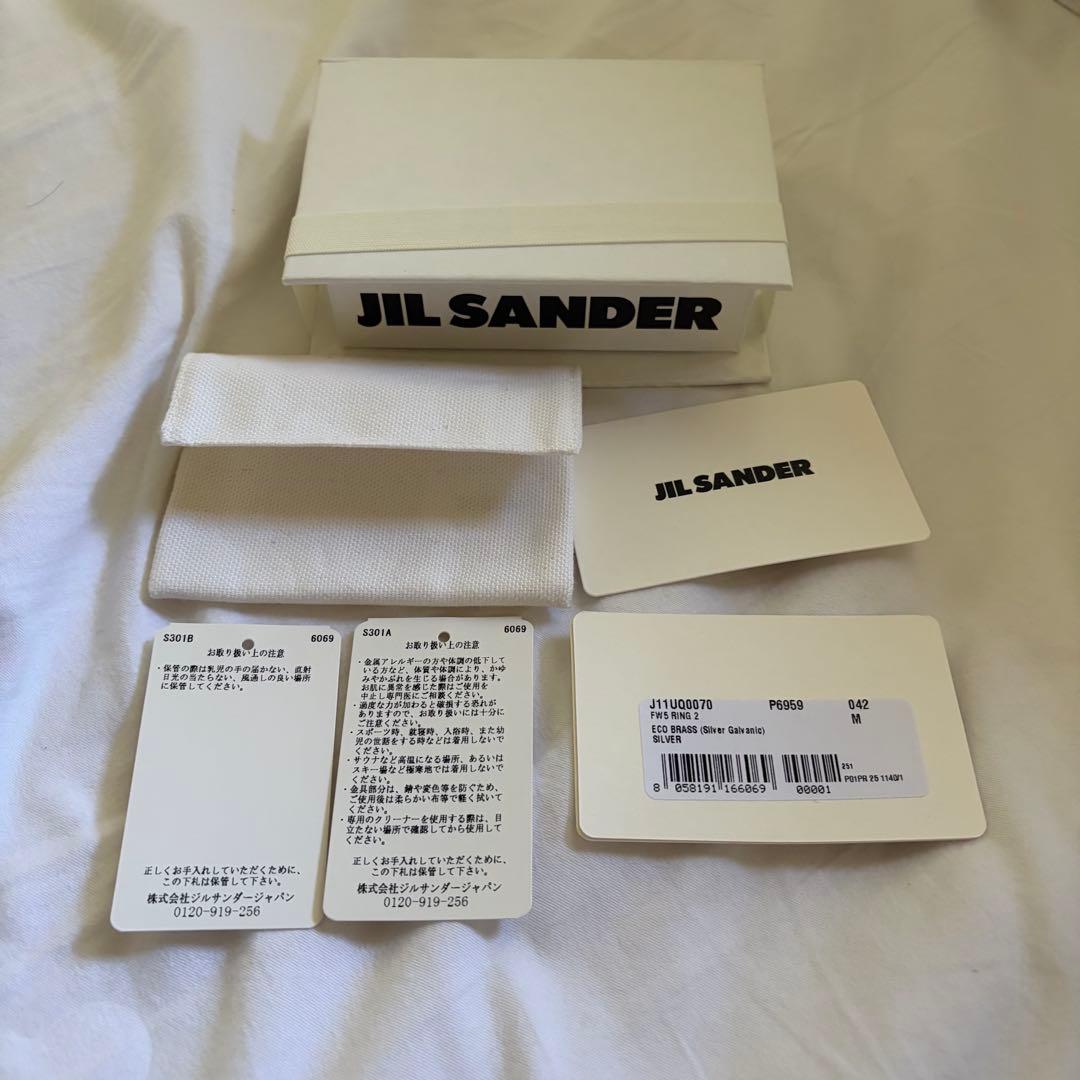 JIL SANDER
JIL SANDER
S301B 6069
お取り扱い上の注意
・保管の際は乳児の手の届かない、直射
日光の当たらない、風通しの良い場所
に保管してください。
正しくお手入れしていただくために、
この下札は保管して下さい。
株式会社ジルサンダージャパン
0120-919-256
S301A 6069
お取り扱い上の注意
・金属アレルギーの方や体調の低下して
いる方など、体質や体調により、かゆ
みやかぶれを生じる場合があります。
お肌に異常を感じた際はご使用を
中止し専門医にご相談ください。
・過度な力が加わると破損する恐れが
ありますので、お取り扱いには十分に
ご注意ください。
・スポーツ時、就寝時、入浴時、また幼
児の世話をする時などは着用しないで
ください。
・サウナなど高温になる場所、あるいは
スキー場など極寒地では着用しないで
ください。
・金具部分は、錆や変色等を防ぐため、
ご使用後は柔らかい布等で軽く拭いて
ください。
・専用のクリーナーを使用する際は、目
立たない場所で確認してから使用して
ください。
正しくお手入れしていただくために、
この下札は保管して下さい。
株式会社ジルサンダージャパン
0120-919-256
J11UQ0070 P6959 042
FW5 RING 2 M
ECO BRASS (Silver Galvanic)
SILVER
251
P01PR 25 1140/1
8 058191 166069 00001